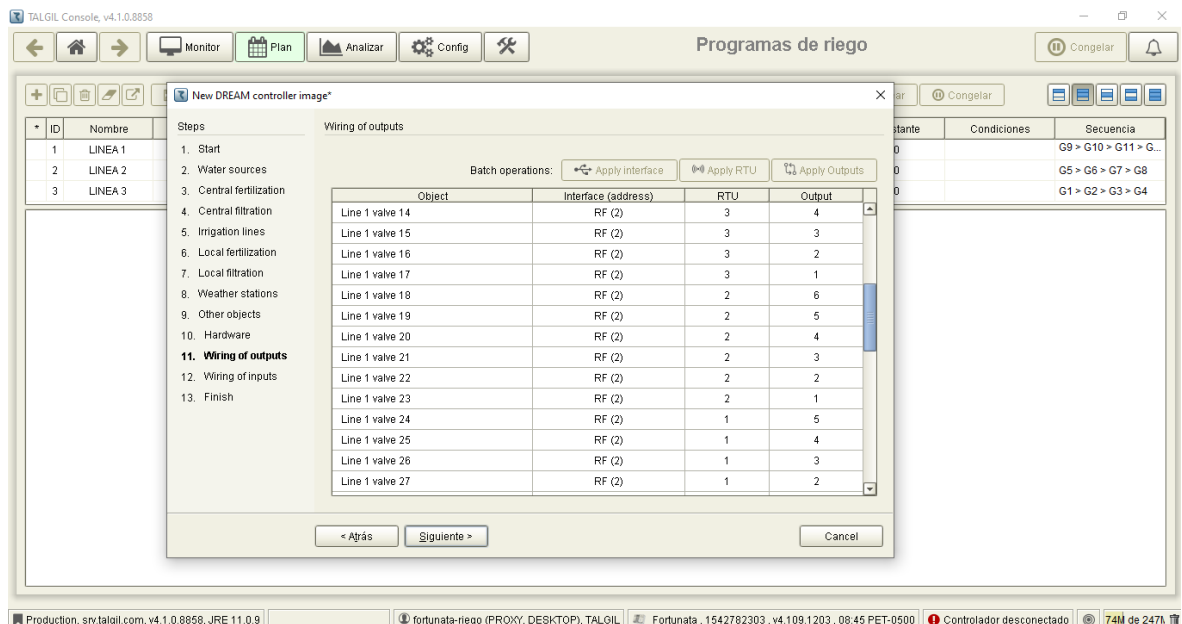 TALGIL Console, v4.1.0.8858
Monitor Plan Analizar Config Programas de riego Congelar
New DREAM controller image*
ar Congelar
* ID Nombre stante Condiciones Secuencia
1 LINEA 1 0 G9 > G10 > G11 > G...
2 LINEA 2 0 G5 > G6 > G7 > G8
3 LINEA 3 0 G1 > G2 > G3 > G4
Steps
1. Start
2. Water sources
3. Central fertilization
4. Central filtration
5. Irrigation lines
6. Local fertilization
7. Local filtration
8. Weather stations
9. Other objects
10. Hardware
11. Wiring of outputs
12. Wiring of inputs
13. Finish
Wiring of outputs
Batch operations: Apply interface Apply RTU Apply Outputs
Object Interface (address) RTU Output
Line 1 valve 14 RF (2) 3 4
Line 1 valve 15 RF (2) 3 3
Line 1 valve 16 RF (2) 3 2
Line 1 valve 17 RF (2) 3 1
Line 1 valve 18 RF (2) 2 6
Line 1 valve 19 RF (2) 2 5
Line 1 valve 20 RF (2) 2 4
Line 1 valve 21 RF (2) 2 3
Line 1 valve 22 RF (2) 2 2
Line 1 valve 23 RF (2) 2 1
Line 1 valve 24 RF (2) 1 5
Line 1 valve 25 RF (2) 1 4
Line 1 valve 26 RF (2) 1 3
Line 1 valve 27 RF (2) 1 2
< Atrás Siguiente > Cancel
Production, srv.talgil.com, v4.1.0.8858, JRE 11.0.9 fortunata-riego (PROXY, DESKTOP), TALGIL Fortunata , 1542782303 , v4.109.1203 , 08:45 PET-0500 Controlador desconectado 74M de 247M